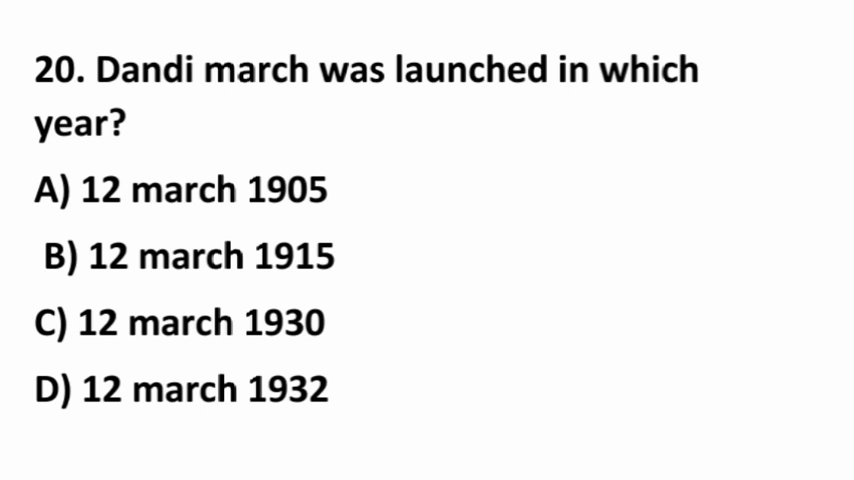 20. Dandi march was launched in which
year?
A) 12 march 1905
B) 12 march 1915
C) 12 march 1930
D) 12 march 1932